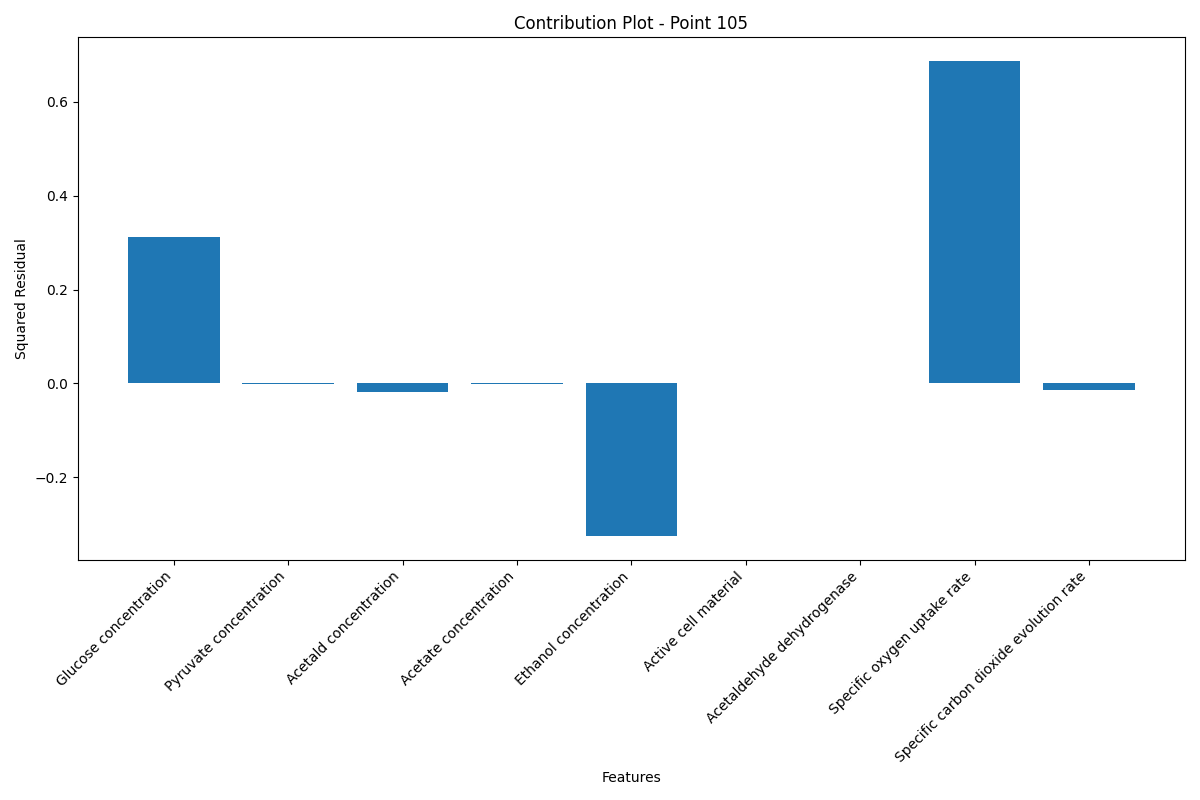 Contribution Plot - Point 105
Squared Residual
0.6
0.4
0.2
0.0
−0.2
Glucose concentration
Pyruvate concentration
Acetald concentration
Acetate concentration
Ethanol concentration
Active cell material
Acetaldehyde dehydrogenase
Specific oxygen uptake rate
Specific carbon dioxide evolution rate
Features